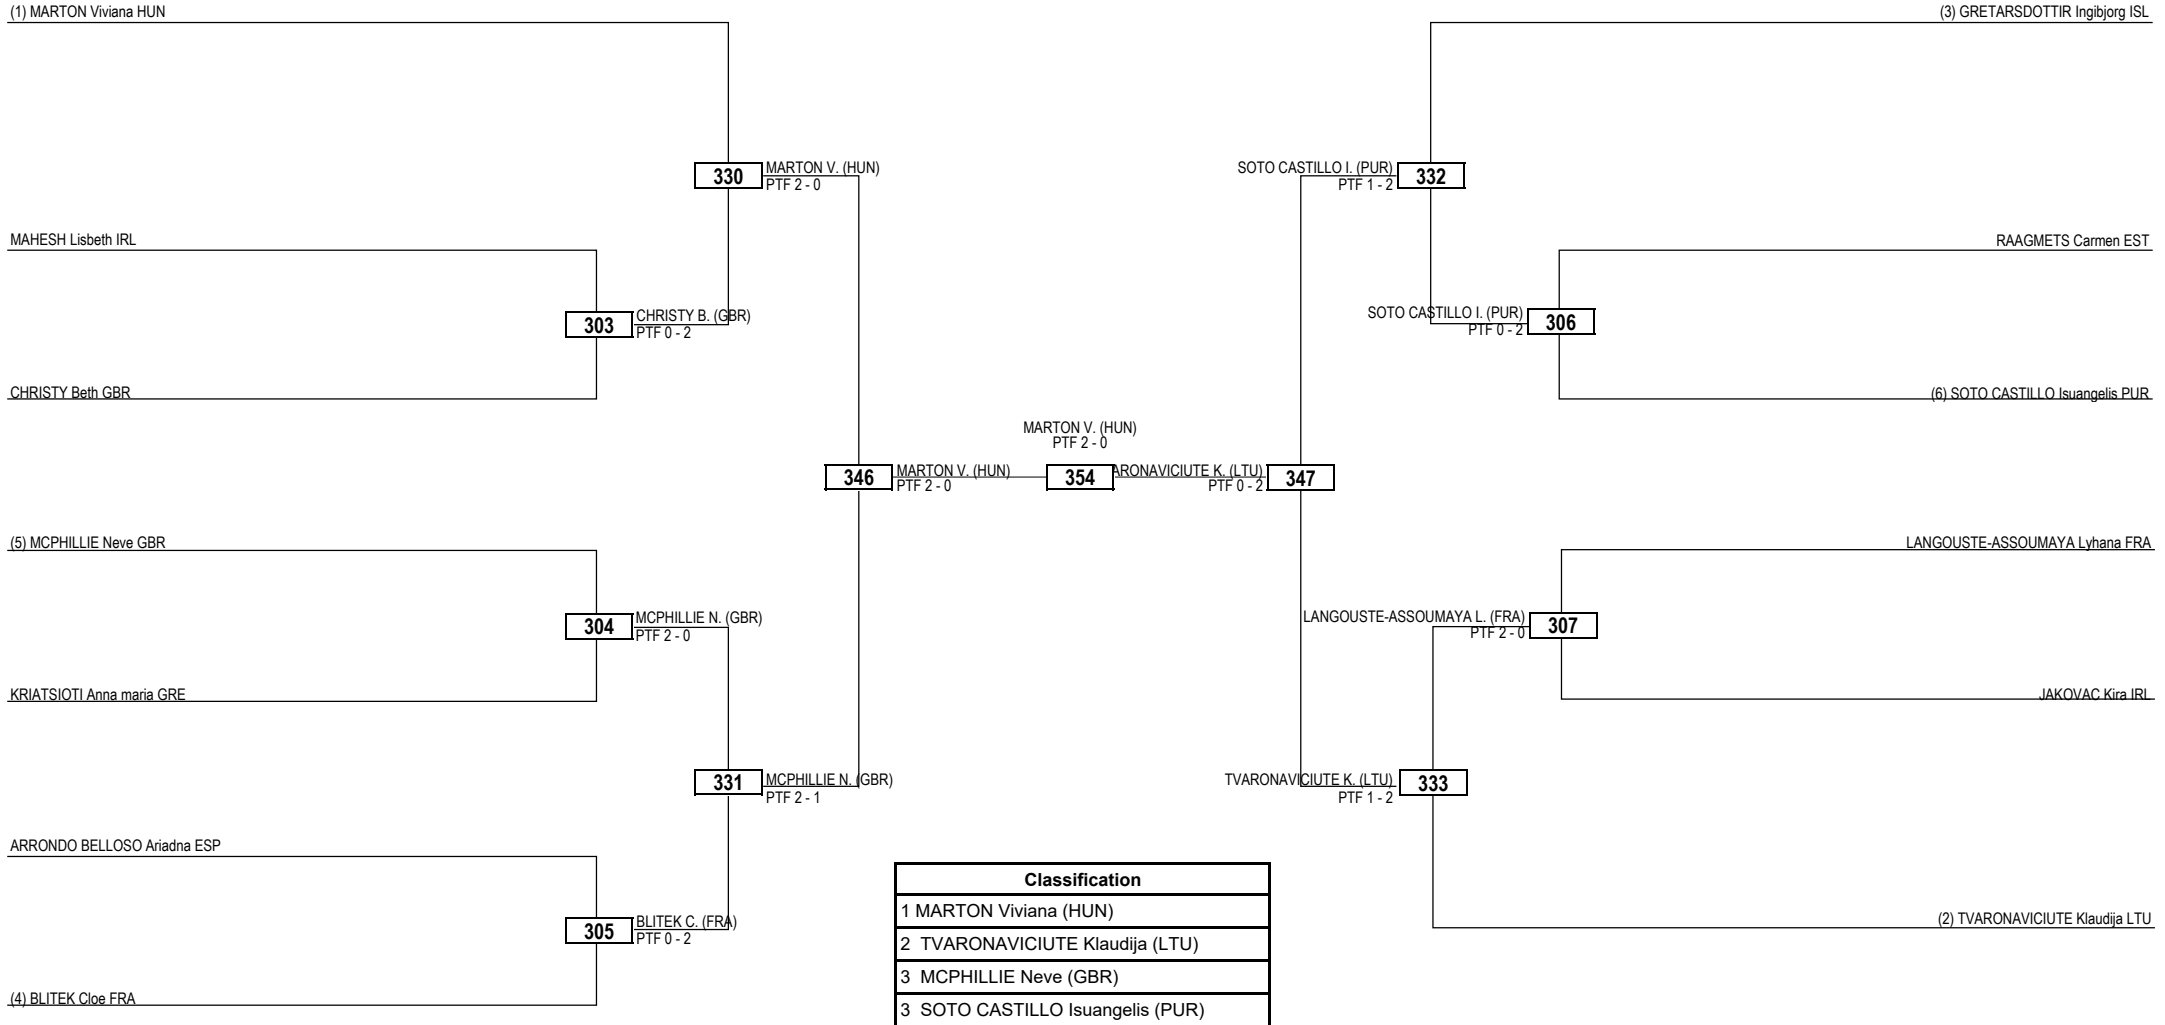 (1) MARTON Viviana HUN
(3) GRETARSDOTTIR Ingibjorg ISL
330
MARTON V. (HUN)
PTF 2 - 0
SOTO CASTILLO I. (PUR)
PTF 1 - 2
332
MAHESH Lisbeth IRL
RAAGMETS Carmen EST
303
CHRISTY B. (GBR)
PTF 0 - 2
SOTO CASTILLO I. (PUR)
PTF 0 - 2
306
CHRISTY Beth GBR
(6) SOTO CASTILLO Isuangelis PUR
MARTON V. (HUN)
PTF 2 - 0
346
MARTON V. (HUN)
PTF 2 - 0
354
ARONAVICIUTE K. (LTU)
PTF 0 - 2
347
(5) MCPHILLIE Neve GBR
LANGOUSTE-ASSOUMAYA Lyhana FRA
304
MCPHILLIE N. (GBR)
PTF 2 - 0
LANGOUSTE-ASSOUMAYA L. (FRA)
PTF 2 - 0
307
KRIATSIOTI Anna maria GRE
JAKOVAC Kira IRL
331
MCPHILLIE N. (GBR)
PTF 2 - 1
TVARONAVICIUTE K. (LTU)
PTF 1 - 2
333
ARRONDO BELLOSO Ariadna ESP
305
BLITEK C. (FRA)
PTF 0 - 2
(2) TVARONAVICIUTE Klaudija LTU
(4) BLITEK Cloe FRA
Classification
1 MARTON Viviana (HUN)
2 TVARONAVICIUTE Klaudija (LTU)
3 MCPHILLIE Neve (GBR)
3 SOTO CASTILLO Isuangelis (PUR)